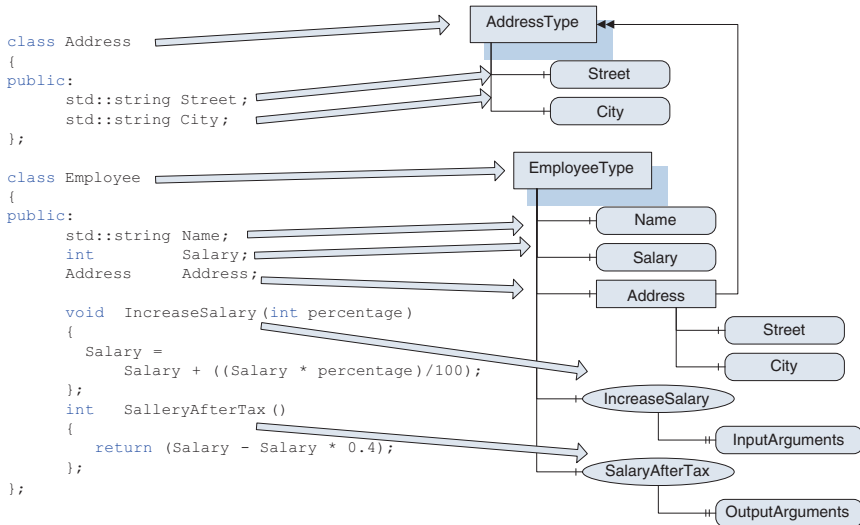 class Address
{
public:
std::string Street;
std::string City;
};
class Employee
{
public:
std::string Name;
int Salary;
Address Address;
void IncreaseSalary(int percentage)
{
Salary =
Salary + ((Salary * percentage)/100);
};
int SalleryAfterTax()
{
return (Salary - Salary * 0.4);
};
};
AddressType
Street
City
EmployeeType
Name
Salary
Address
Street
City
IncreaseSalary
InputArguments
SalaryAfterTax
OutputArguments